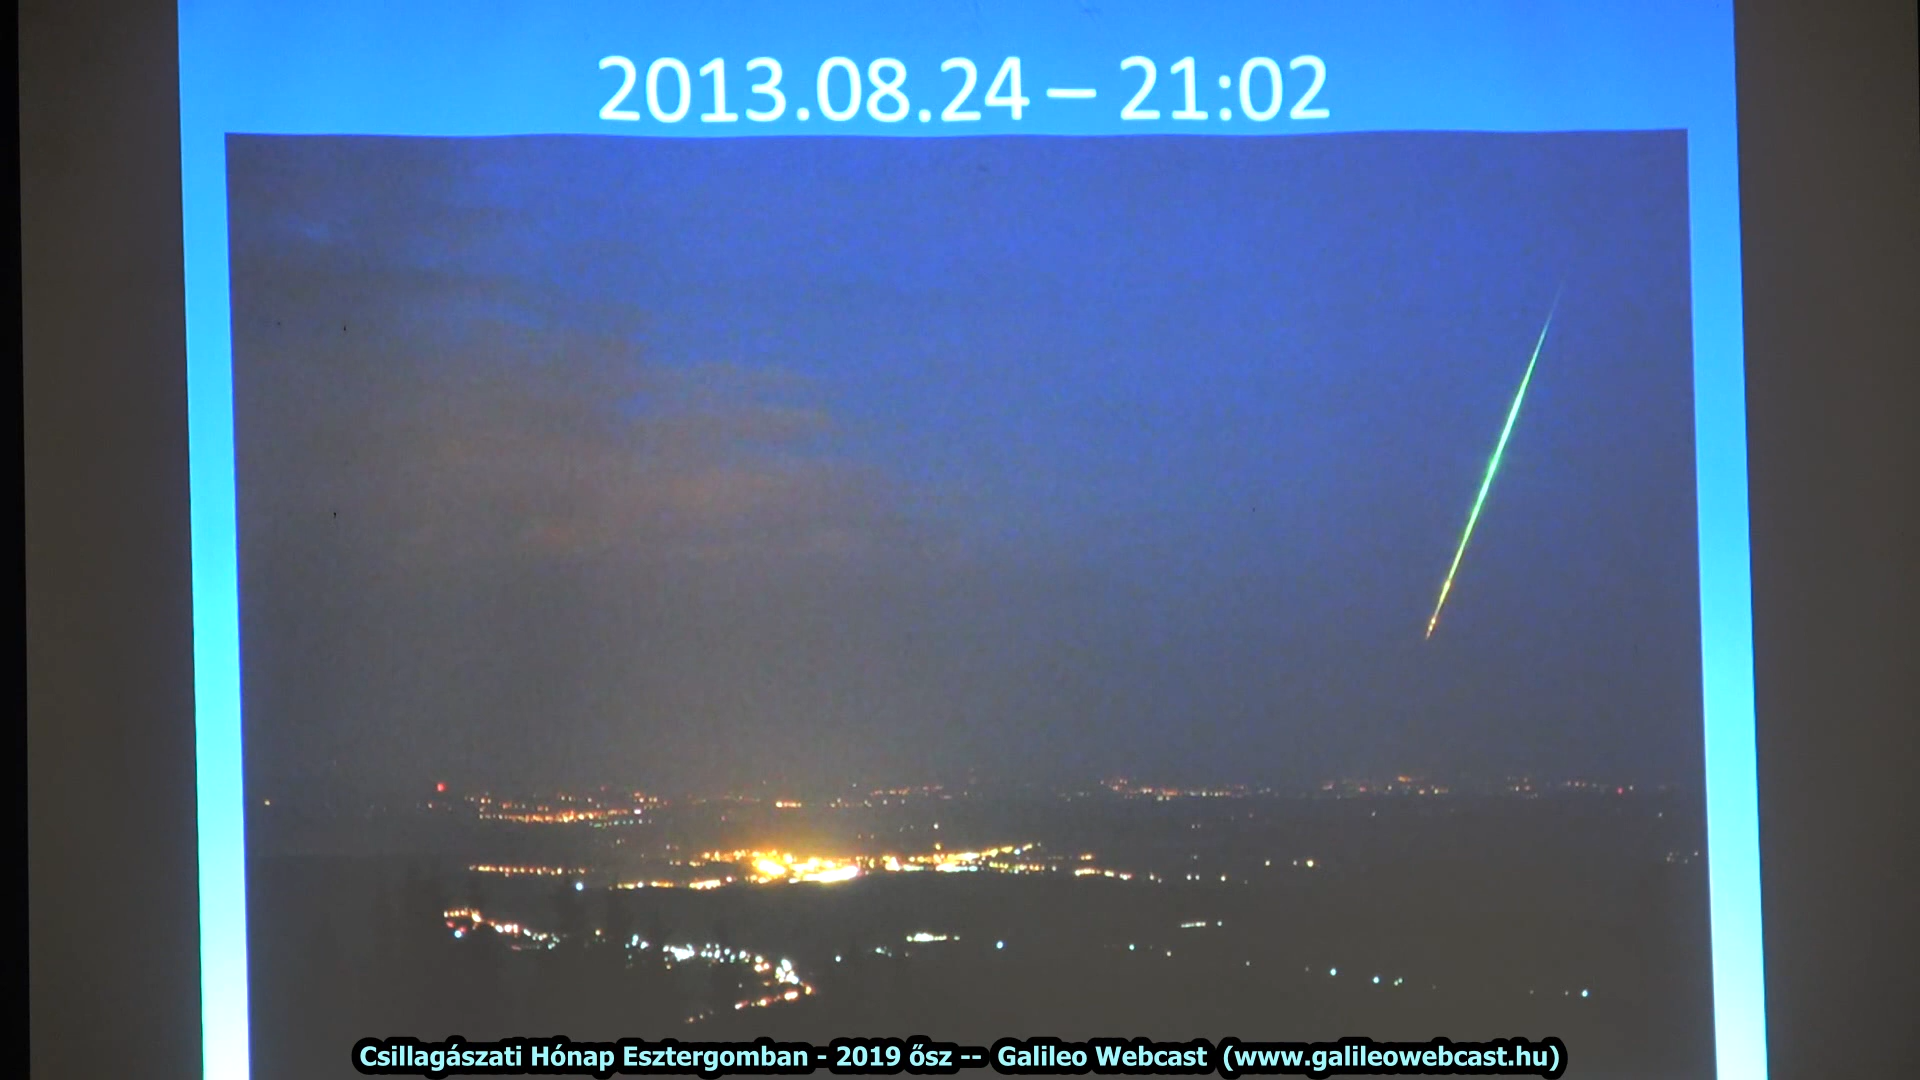 2013.08.24 – 21:02
Csillagászati Hónap Esztergomban - 2019 ősz -- Galileo Webcast (www.galileowebcast.hu)